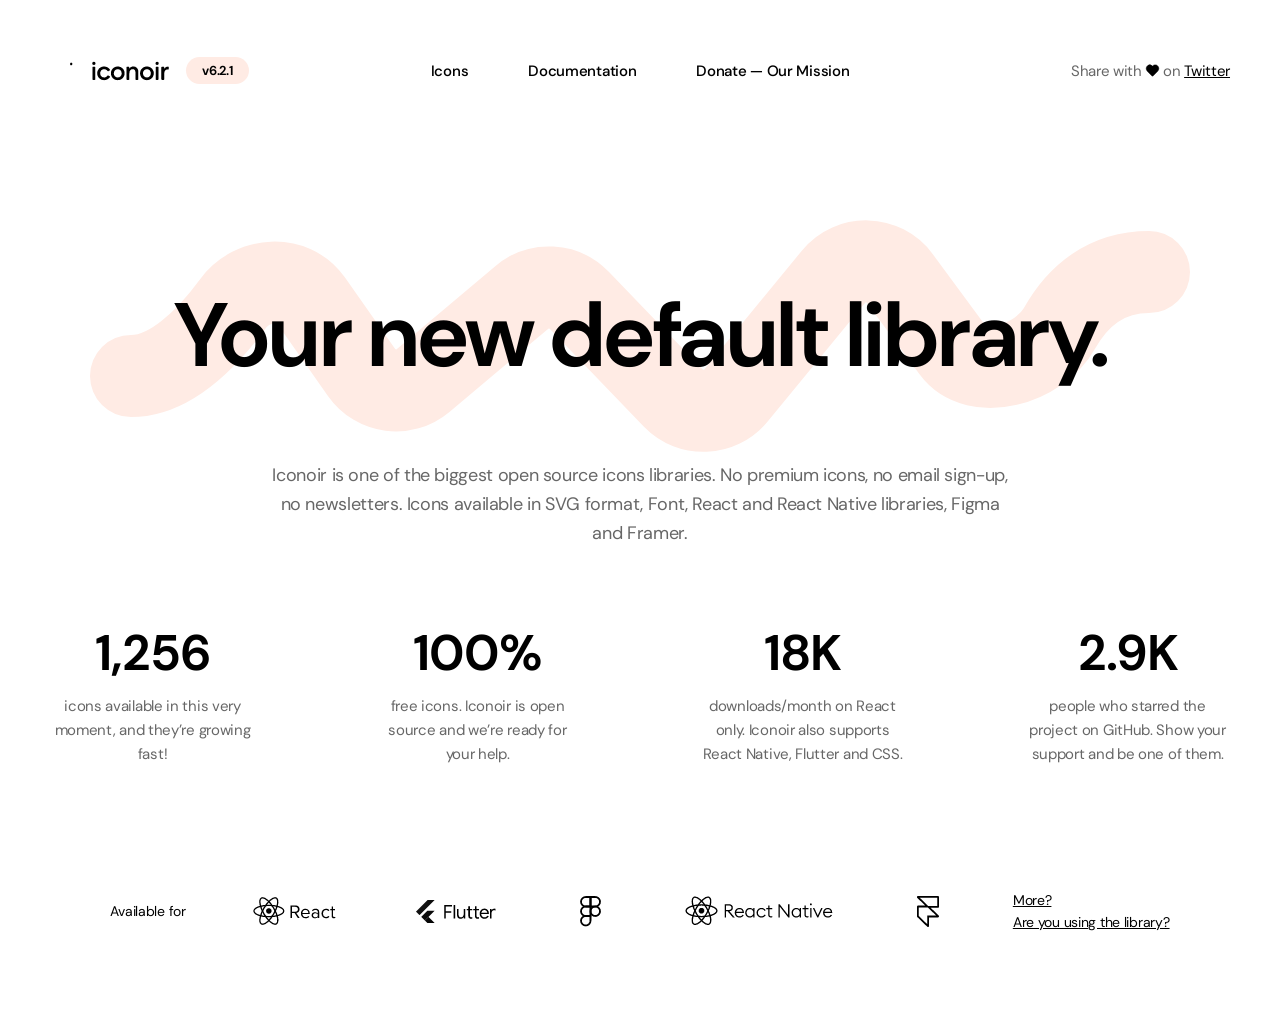 iconoir v6.2.1 Icons Documentation Donate — Our Mission Share with on Twitter
Your new default library.
Iconoir is one of the biggest open source icons libraries. No premium icons, no email sign-up,
no newsletters. Icons available in SVG format, Font, React and React Native libraries, Figma
and Framer.
1,256
icons available in this very
moment, and they’re growing
fast!
100%
free icons. Iconoir is open
source and we’re ready for
your help.
18K
downloads/month on React
only. Iconoir also supports
React Native, Flutter and CSS.
2.9K
people who starred the
project on GitHub. Show your
support and be one of them.
Available for
React
Flutter
React Native
More?
Are you using the library?